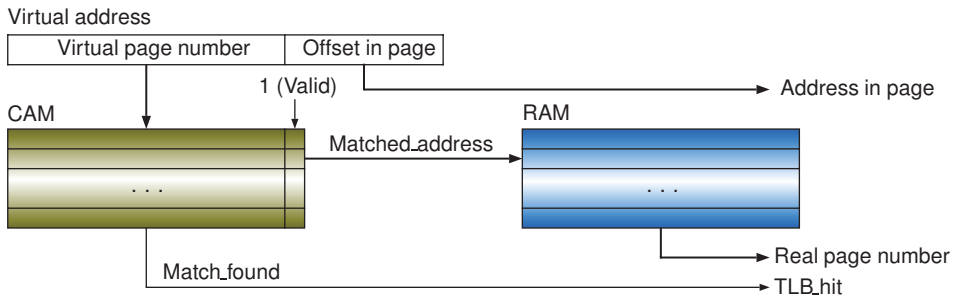 Virtual address
Virtual page number
Offset in page
1 (Valid)
Address in page
CAM
RAM
Matched_address
. . .
. . .
Real page number
Match_found
TLB_hit